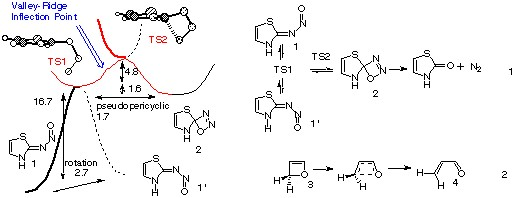 Valley-Ridge
Inflection Point
TS2
TS1
4.8
1.6
pseudopericyclic
1.7
16.7
rotation
2.7
S
N
H
N
O
1
S
N
H
N
N
O
2
S
N
H
N
O
1'
S
N
H
N
O
1
TS1
S
N
H
N
O
1'
TS2
S
N
H
N
N
O
2
S
N
H
O + N2
1
H
H
O
3
H
H
O
O
4
2